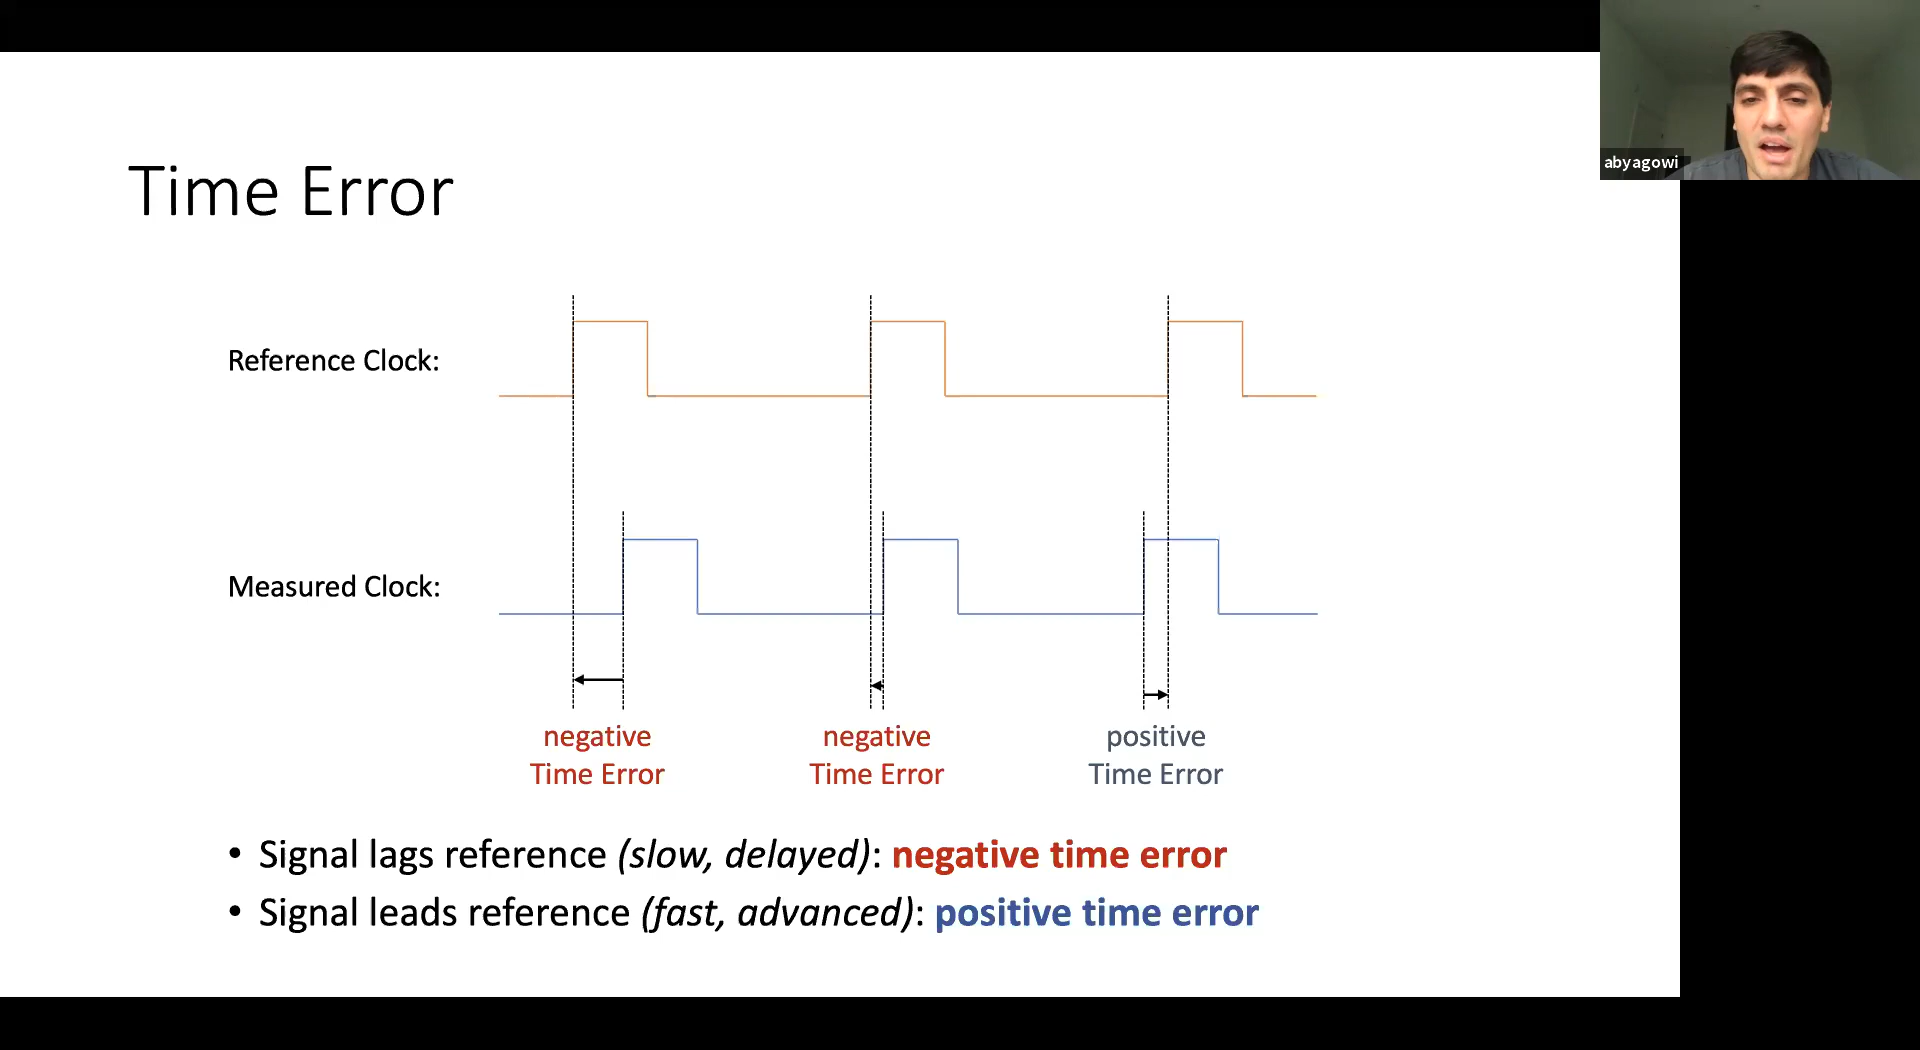 abyagowi
Time Error
Reference Clock:
Measured Clock:
negative
Time Error
negative
Time Error
positive
Time Error
• Signal lags reference (slow, delayed): negative time error
• Signal leads reference (fast, advanced): positive time error